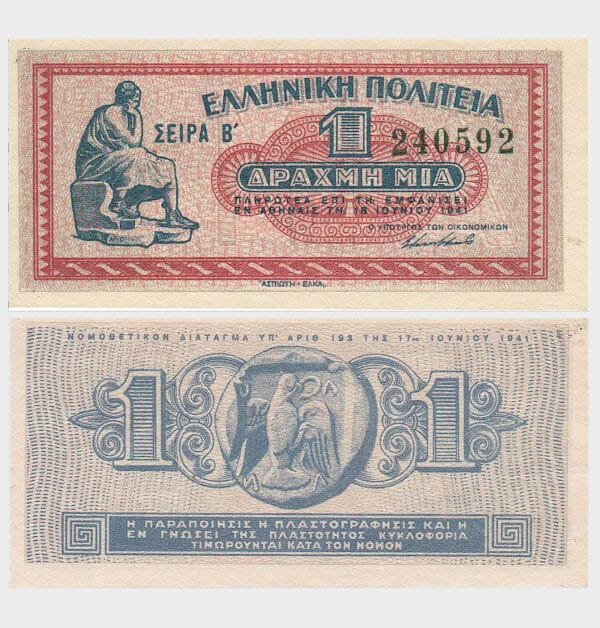 ΕΛΛΗΝΙΚΗ ΠΟΛΙΤΕΙΑ
ΣΕΙΡΑ Β΄
1
240592
ΔΡΑΧΜΗ ΜΙΑ
ΠΛΗΡΩΤΕΑ ΕΠΙ ΤΗ ΕΜΦΑΝΙΣΕΙ
ΕΝ ΑΘΗΝΑΙΣ ΤΗ 18 ΙΟΥΝΙΟΥ 1941
Ο ΥΠΟΥΡΓΟΣ ΤΩΝ ΟΙΚΟΝΟΜΙΚΩΝ
"ΑΣΠΙΩΤΗ - ΕΛΚΑ"
ΝΟΜΟΘΕΤΙΚΟΝ ΔΙΑΤΑΓΜΑ ΥΠ' ΑΡΙΘ 193 ΤΗΣ 17ης ΙΟΥΝΙΟΥ 1941
1 1
Η ΠΑΡΑΠΟΙΗΣΙΣ Η ΠΛΑΣΤΟΓΡΑΦΗΣΙΣ ΚΑΙ Η
ΕΝ ΓΝΩΣΕΙ ΤΗΣ ΠΛΑΣΤΟΤΗΤΟΣ ΚΥΚΛΟΦΟΡΙΑ
ΤΙΜΩΡΟΥΝΤΑΙ ΚΑΤΑ ΤΟΝ ΝΟΜΟΝ